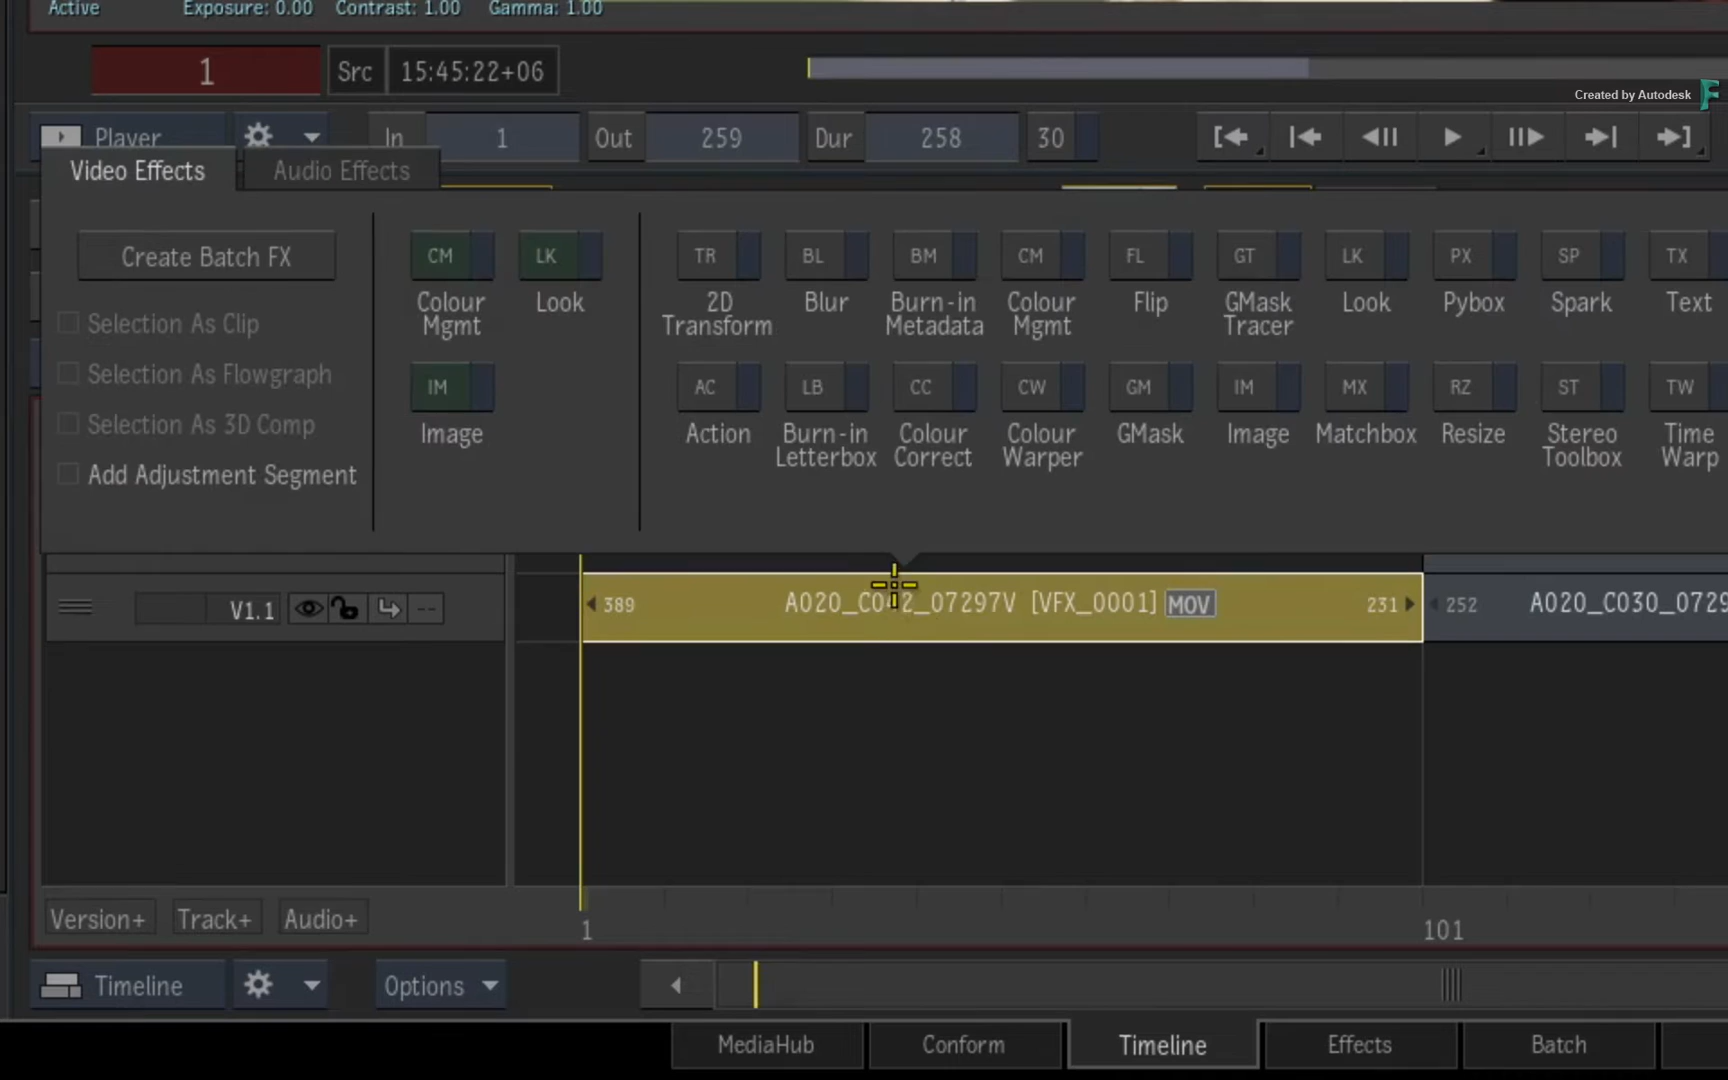 Active Exposure: 0.00 Contrast: 1.00 Gamma: 1.00
1 Src 15:45:22+06
Created by Autodesk
Player In 1 Out 259 Dur 258 30
Video Effects Audio Effects
Create Batch FX
Selection As Clip
Selection As Flowgraph
Selection As 3D Comp
Add Adjustment Segment
CM LK
Colour Look
Mgmt
IM
Image
TR BL BM CM FL GT LK PX SP TX
2D Blur Burn-in Colour Flip GMask Look Pybox Spark Text
Transform Metadata Mgmt Tracer
AC LB CC CW GM IM MX RZ ST TW
Action Burn-in Colour Colour GMask Image Matchbox Resize Stereo Time
Letterbox Correct Warper Toolbox Warp
V1.1 -- 389 A020_C042_07297V [VFX_0001] MOV 231 252 A020_C030_0729
Version+ Track+ Audio+
1 101
Timeline Options
MediaHub Conform Timeline Effects Batch